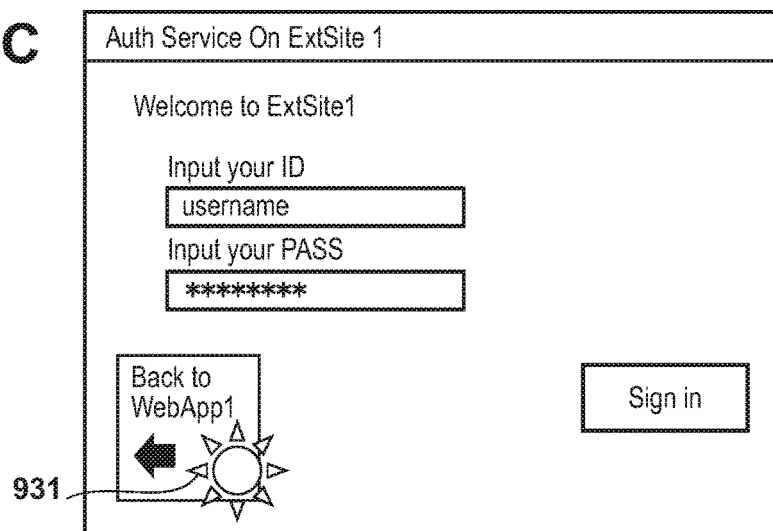 C
Auth Service On ExtSite 1
Welcome to ExtSite1
Input your ID
username
Input your PASS
********
Back to
WebApp1
Sign in
931